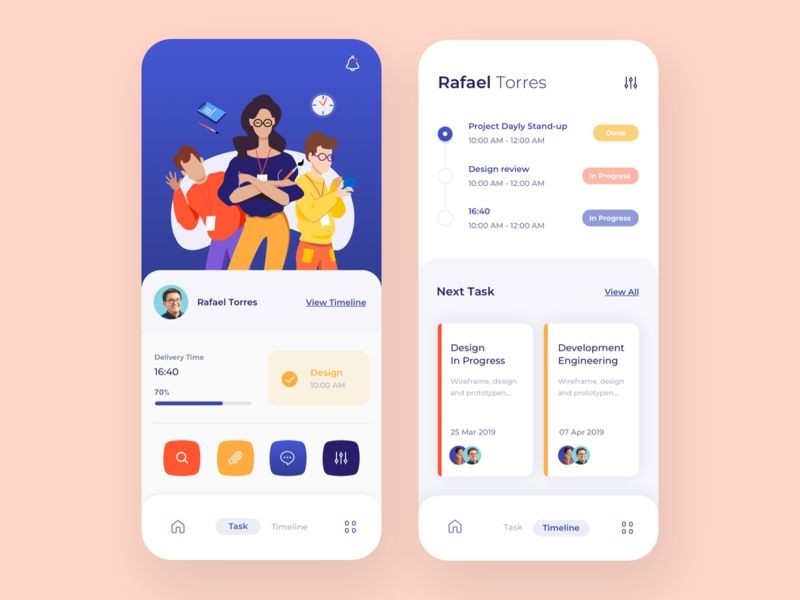 Rafael Torres
View Timeline
Delivery Time
16:40
70%
Design
10:00 AM
Task
Timeline
Rafael Torres
Project Dayly Stand-up
10:00 AM - 12:00 AM
Done
Design review
10:00 AM - 12:00 AM
In Progress
16:40
10:00 AM - 12:00 AM
In Progress
Next Task
View All
Design
In Progress
Wireframe, design
and prototypen...
25 Mar 2019
Development
Engineering
Wireframe, design
and prototypen...
07 Apr 2019
Task
Timeline